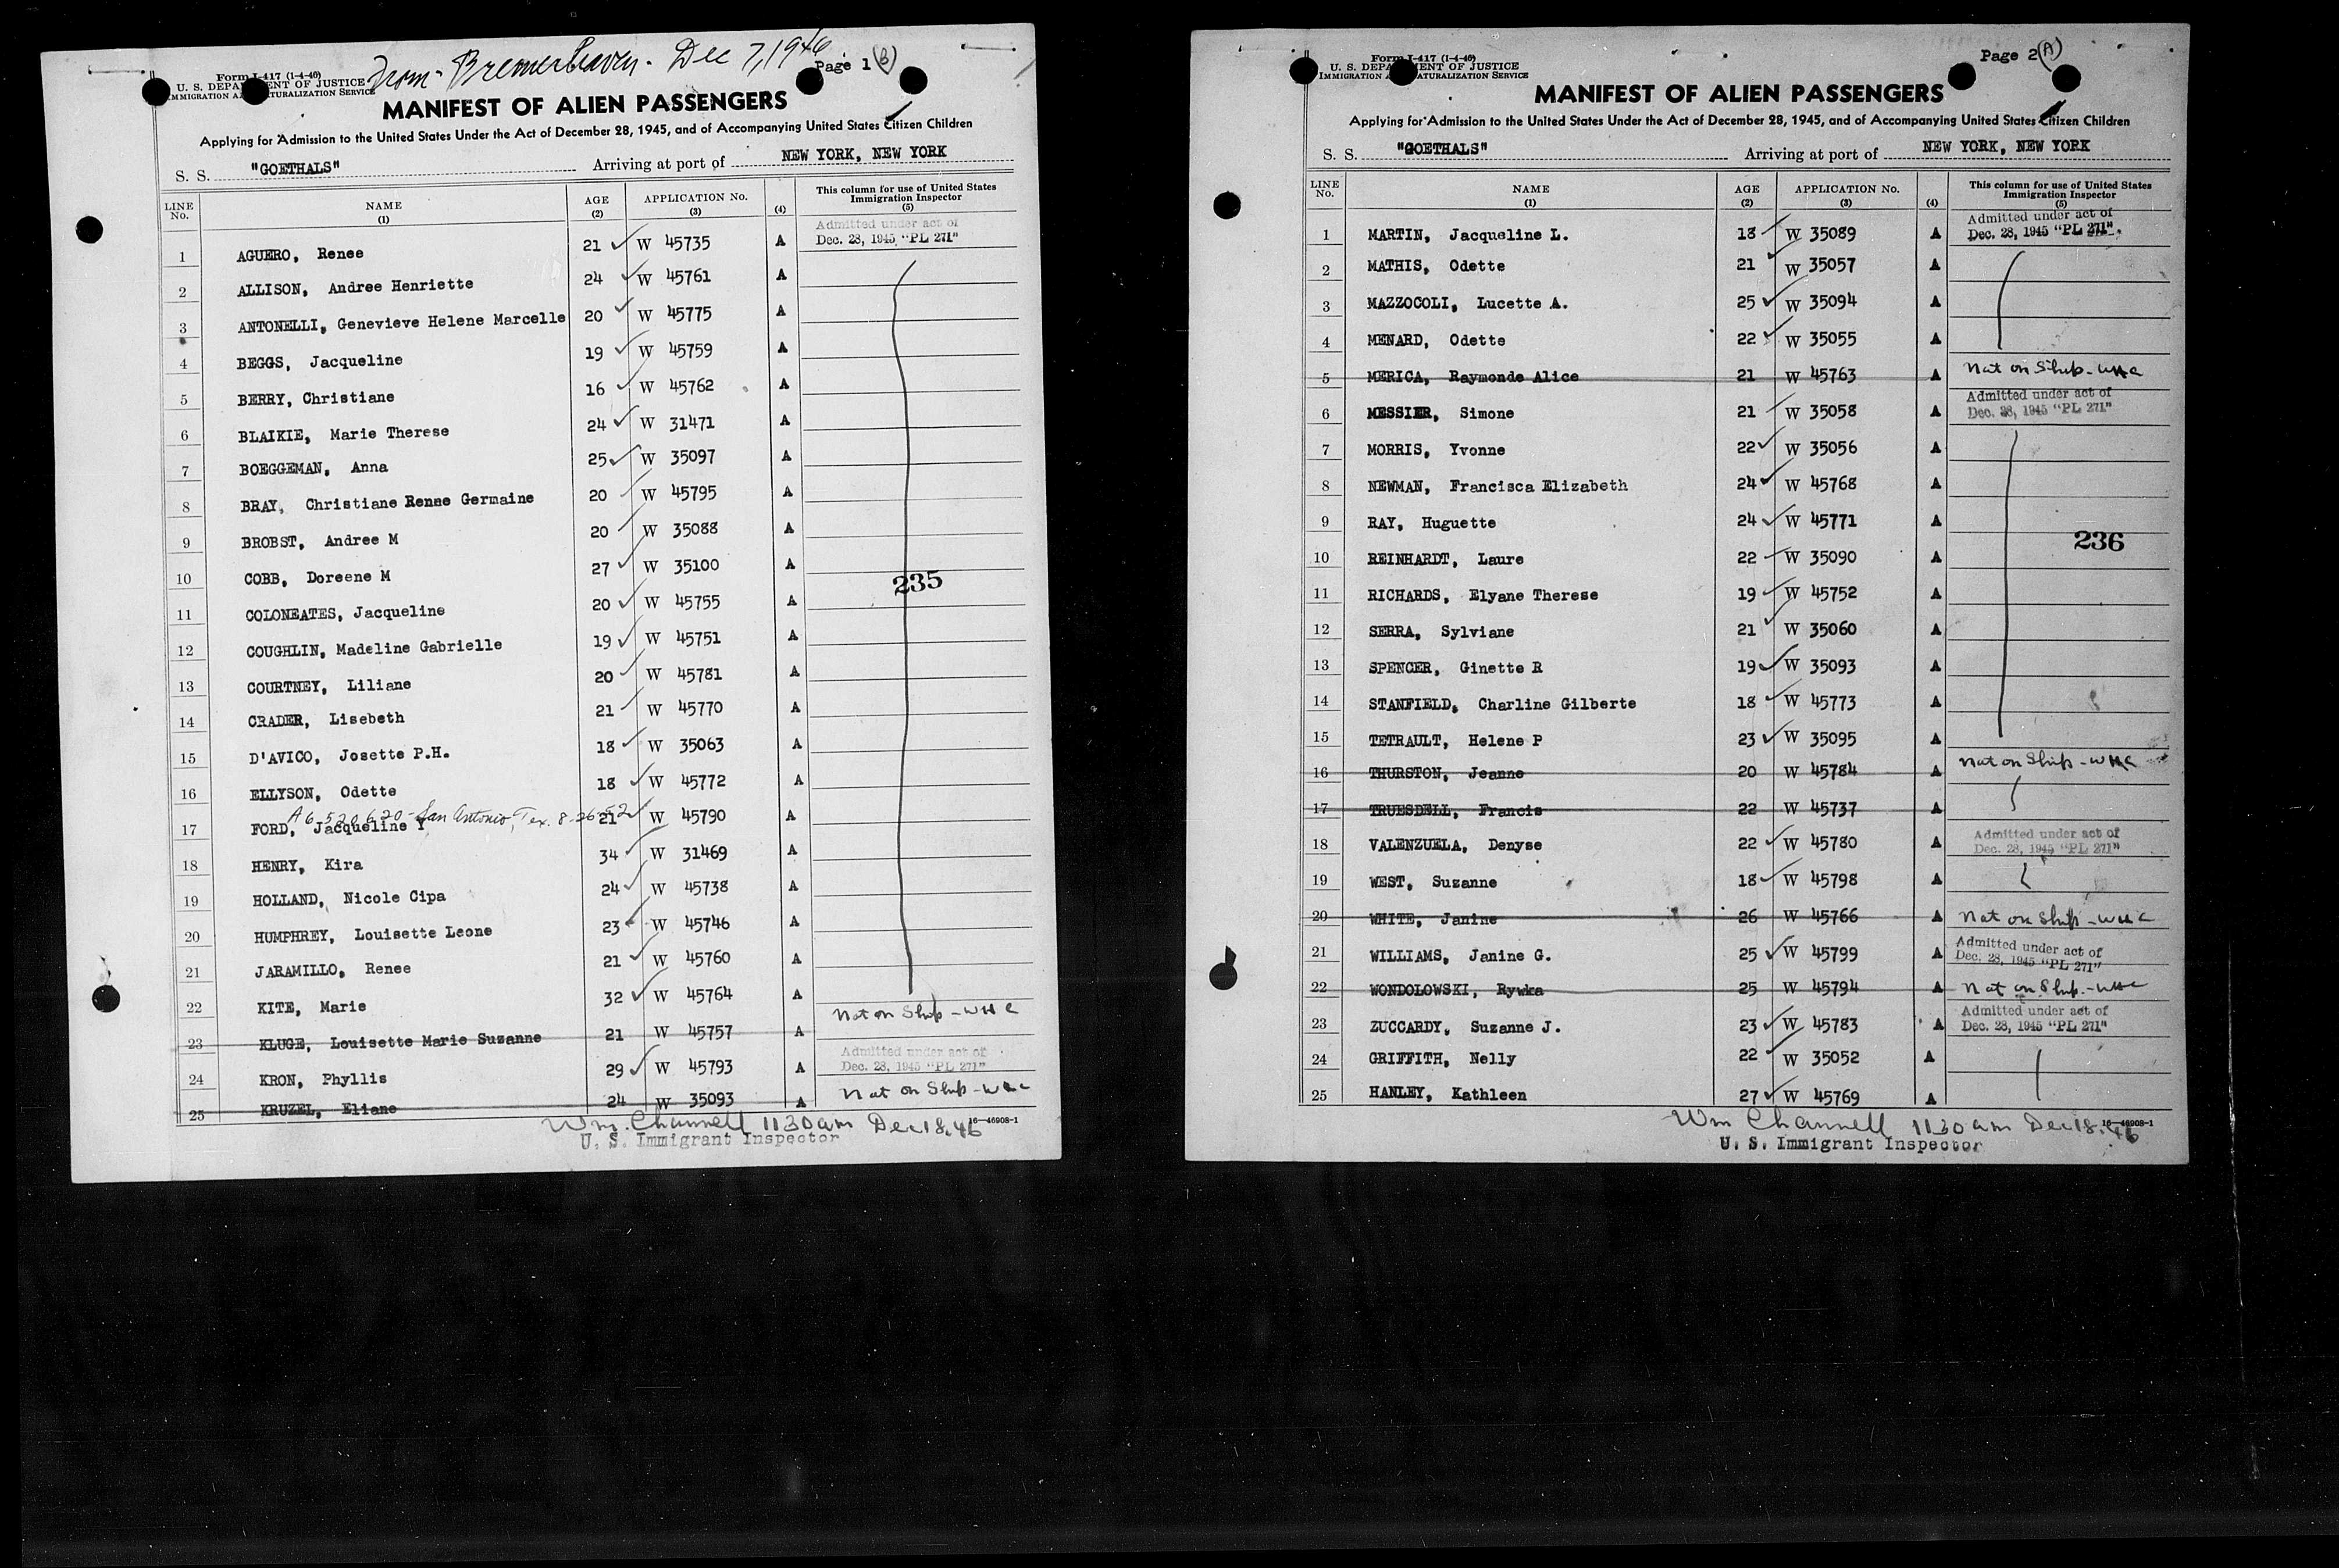 From - Bremerhaven - Dec 7, 1946
Page 1 (B)
Form I-417 (1-4-46)
U. S. DEPARTMENT OF JUSTICE
IMMIGRATION AND NATURALIZATION SERVICE
MANIFEST OF ALIEN PASSENGERS
Applying for Admission to the United States Under the Act of December 28, 1945, and of Accompanying United States Citizen Children
S. S. "GOETHALS" Arriving at port of NEW YORK, NEW YORK
LINE No. NAME (1) AGE (2) APPLICATION No. (3) (4) This column for use of United States Immigration Inspector (5)
Admitted under act of
Dec. 28, 1945 "PL 271"
1 AGUERO, Renee 21 W 45735 A
2 ALLISON, Andree Henriette 24 W 45761 A
3 ANTONELLI, Genevieve Helene Marcelle 20 W 45775 A
4 BEGGS, Jacqueline 19 W 45759 A
5 BERRY, Christiane 16 W 45762 A
6 BLAIKIE, Marie Therese 24 W 31471 A
7 BOEGGEMAN, Anna 25 W 35097 A
8 BRAY, Christiane Renee Germaine 20 W 45795 A
9 BROBST, Andree M 20 W 35088 A
10 COBB, Doreene M 27 W 35100 A
235
11 COLONEATES, Jacqueline 20 W 45755 A
12 COUGHLIN, Madeline Gabrielle 19 W 45751 A
13 COURTNEY, Liliane 20 W 45781 A
14 CRADER, Lisebeth 21 W 45770 A
15 D'AVICO, Josette P.H. 18 W 35063 A
16 ELLYSON, Odette 18 W 45772 A
A6-520620 - San Antonio, Tex. 8-26-52
17 FORD, Jacqueline Y 21 W 45790 A
18 HENRY, Kira 34 W 31469 A
19 HOLLAND, Nicole Cipa 24 W 45738 A
20 HUMPHREY, Louisette Leone 23 W 45746 A
21 JARAMILLO, Renee 21 W 45760 A
22 KITE, Marie 32 W 45764 A
23 KLUGE, Louisette Marie Suzanne 21 W 45757 A Not on Ship - WHC
24 KRON, Phyllis 29 W 45793 A Admitted under act of
Dec. 28, 1945 "PL 271"
25 KRUZEL, Eliane 24 W 35093 A Not on Ship - WHC
16-46908-1
Wm. Channell 1130 am Dec 18, 46
U. S. Immigrant Inspector
Page 2 (A)
Form I-417 (1-4-46)
U. S. DEPARTMENT OF JUSTICE
IMMIGRATION AND NATURALIZATION SERVICE
MANIFEST OF ALIEN PASSENGERS
Applying for Admission to the United States Under the Act of December 28, 1945, and of Accompanying United States Citizen Children
S. S. "GOETHALS" Arriving at port of NEW YORK, NEW YORK
LINE No. NAME (1) AGE (2) APPLICATION No. (3) (4) This column for use of United States Immigration Inspector (5)
Admitted under act of
1 MARTIN, Jacqueline L. 18 W 35089 A Dec. 28, 1945 "PL 271"
2 MATHIS, Odette 21 W 35057 A
3 MAZZOCOLI, Lucette A. 25 W 35094 A
4 MENARD, Odette 22 W 35055 A
5 MERICA, Raymonde Alice 21 W 45763 A Not on Ship - WHC
Admitted under act of
6 MESSIER, Simone 21 W 35058 A Dec. 28, 1945 "PL 271"
7 MORRIS, Yvonne 22 W 35056 A
8 NEWMAN, Francisca Elizabeth 24 W 45768 A
9 RAY, Huguette 24 W 45771 A
236
10 REINHARDT, Laure 22 W 35090 A
11 RICHARDS, Elyane Therese 19 W 45752 A
12 SERRA, Sylviane 21 W 35060 A
13 SPENCER, Ginette R 19 W 35093 A
14 STANFIELD, Charline Gilberte 18 W 45773 A
15 TETRAULT, Helene P 23 W 35095 A
16 THURSTON, Jeanne 20 W 45784 A Not on Ship - WHC
17 TRUESDELL, Francis 22 W 45737 A
Admitted under act of
18 VALENZUELA, Denyse 22 W 45780 A Dec. 28, 1945 "PL 271"
19 WEST, Suzanne 18 W 45798 A
20 WHITE, Janine 26 W 45766 A Not on Ship - WHC
21 WILLIAMS, Janine G. 25 W 45799 A Admitted under act of
Dec. 28, 1945 "PL 271"
22 WONDOLOWSKI, Rywka 25 W 45794 A Not on Ship - WHC
Admitted under act of
23 ZUCCARDY, Suzanne J. 23 W 45783 A Dec. 28, 1945 "PL 271"
24 GRIFFITH, Nelly 22 W 35052 A
25 HANLEY, Kathleen 27 W 45769 A
16-46908-1
Wm Channell 1130 am Dec 18, 46
U. S. Immigrant Inspector